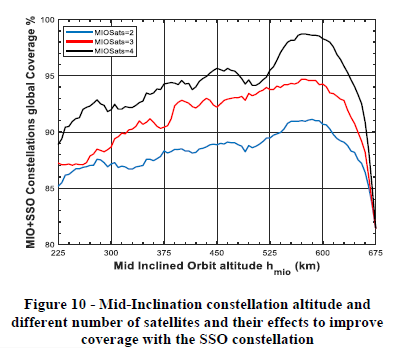 100
95
90
85
80
MIO+SSO Constellations global Coverage %
MIOSats=2
MIOSats=3
MIOSats=4
225 300 375 450 525 600 675
Mid Inclined Orbit altitude h_mio (km)
Figure 10 - Mid-Inclination constellation altitude and
different number of satellites and their effects to improve
coverage with the SSO constellation